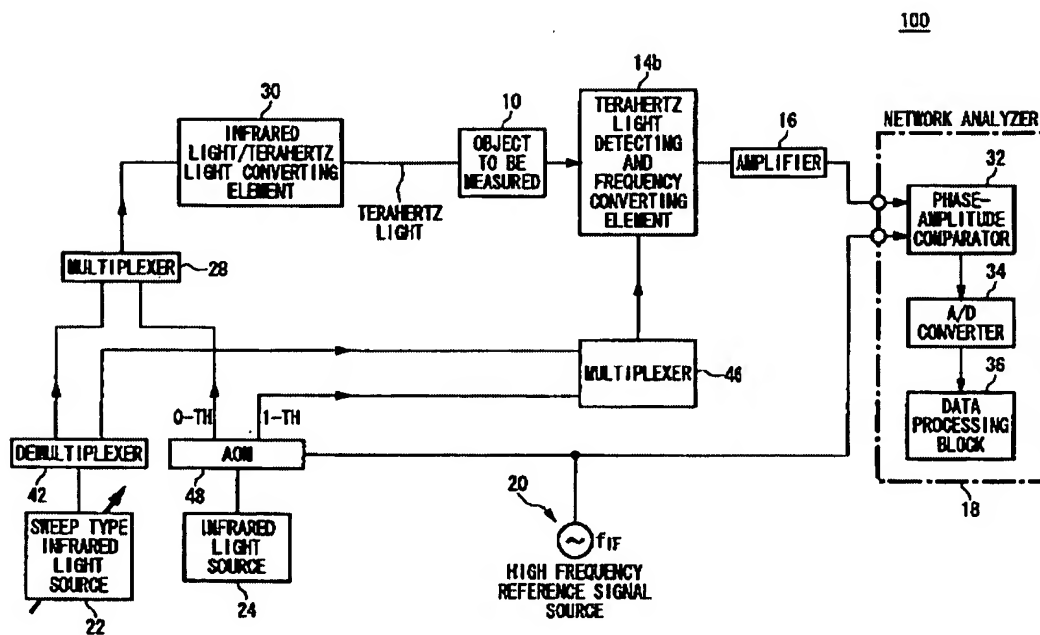 100
30
INFRARED
LIGHT/TERAHERTZ
LIGHT CONVERTING
ELEMENT
TERAHERTZ
LIGHT
10
OBJECT
TO BE
MEASURED
14b
TERAHERTZ
LIGHT
DETECTING
AND
FREQUENCY
CONVERTING
ELEMENT
16
AMPLIFIER
NETWORK ANALYZER
32
PHASE-
AMPLITUDE
COMPARATOR
34
A/D
CONVERTER
36
DATA
PROCESSING
BLOCK
18
MULTIPLEXER
28
MULTIPLEXER
46
0-TH
1-TH
DEMULTIPLEXER
42
AOM
48
SWEEP TYPE
INFRARED
LIGHT
SOURCE
22
INFRARED
LIGHT
SOURCE
24
20
fIF
HIGH FREQUENCY
REFERENCE SIGNAL
SOURCE